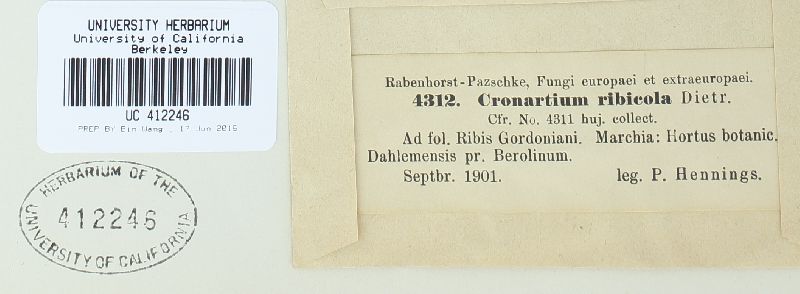 UNIVERSITY HERBARIUM
University of California
Berkeley
UC 412246
PREP BY Bin Wang , 17 Jun 2016
HERBARIUM OF THE
412246
UNIVERSITY OF CALIFORNIA
Rabenhorst-Pazschke, Fungi europaei et extraeuropaei.
4312. Cronartium ribicola Dietr.
Cfr. No. 4311 huj. collect.
Ad fol. Ribis Gordoniani. Marchia: Hortus botanic.
Dahlemensis pr. Berolinum.
Septbr. 1901. leg. P. Hennings.